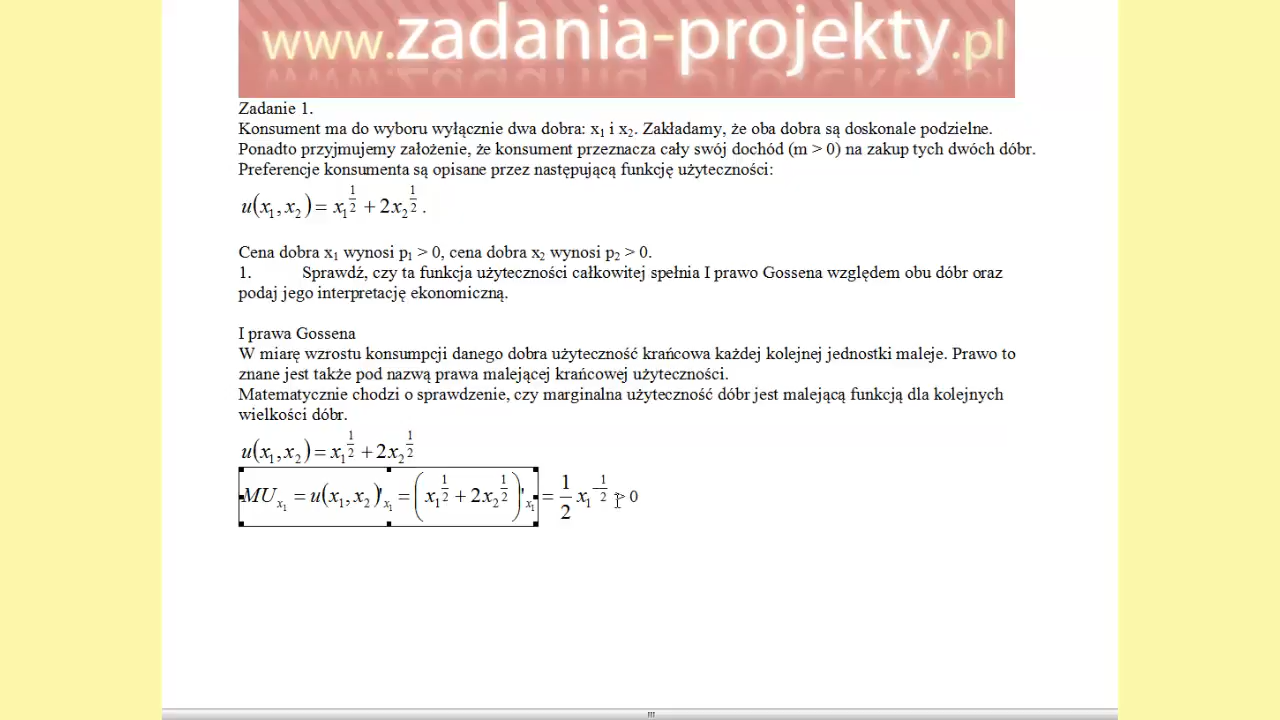 www.zadania-projekty.pl
Zadanie 1.
Konsument ma do wyboru wyłącznie dwa dobra: x₁ i x₂. Zakładamy, że oba dobra są doskonale podzielne.
Ponadto przyjmujemy założenie, że konsument przeznacza cały swój dochód (m > 0) na zakup tych dwóch dóbr.
Preferencje konsumenta są opisane przez następującą funkcję użyteczności:
u(x₁,x₂) = x₁^(1/2) + 2x₂^(1/2).
Cena dobra x₁ wynosi p₁ > 0, cena dobra x₂ wynosi p₂ > 0.
1. Sprawdź, czy ta funkcja użyteczności całkowitej spełnia I prawo Gossena względem obu dóbr oraz
podaj jego interpretację ekonomiczną.
I prawa Gossena
W miarę wzrostu konsumpcji danego dobra użyteczność krańcowa każdej kolejnej jednostki maleje. Prawo to
znane jest także pod nazwą prawa malejącej krańcowej użyteczności.
Matematycznie chodzi o sprawdzenie, czy marginalna użyteczność dóbr jest malejącą funkcją dla kolejnych
wielkości dóbr.
u(x₁,x₂) = x₁^(1/2) + 2x₂^(1/2)
MU_x₁ = u(x₁,x₂)'_x₁ = (x₁^(1/2) + 2x₂^(1/2))'_x₁ = 1/2 x₁^(-1/2) > 0